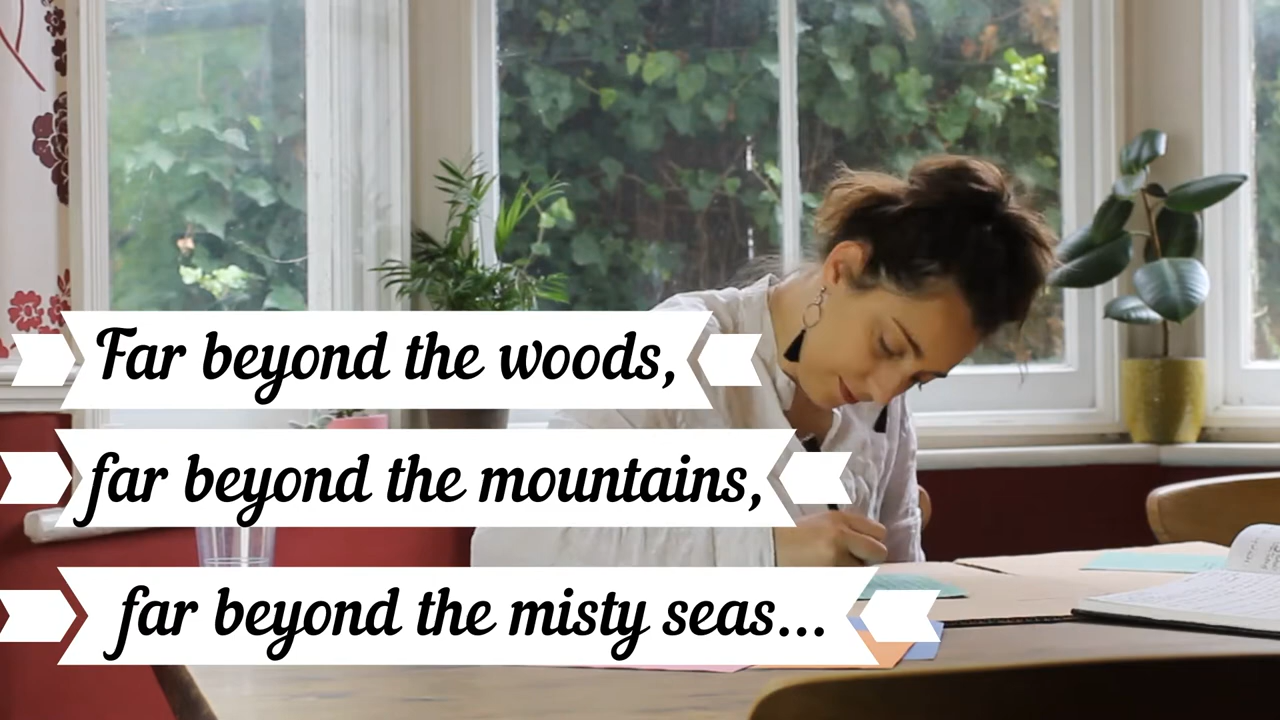 Far beyond the woods,
far beyond the mountains,
far beyond the misty seas...